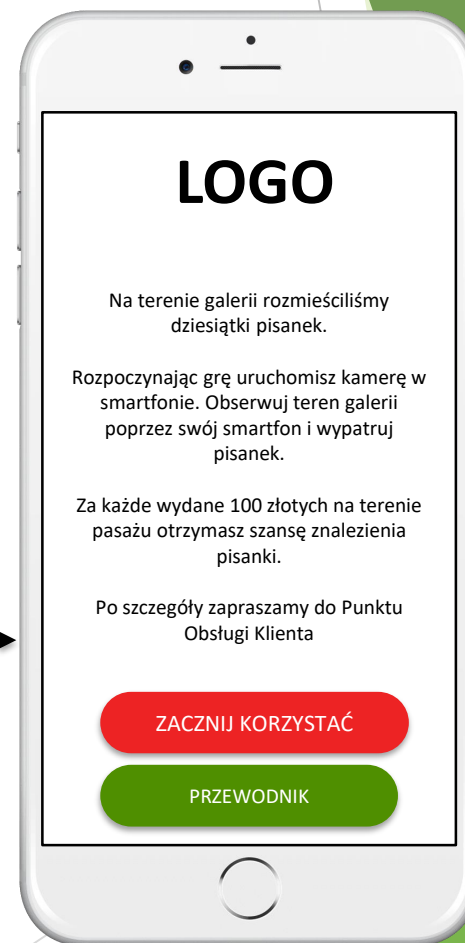 LOGO
Na terenie galerii rozmieściliśmy
dziesiątki pisanek.
Rozpoczynając grę uruchomisz kamerę w
smartfonie. Obserwuj teren galerii
poprzez swój smartfon i wypatruj
pisanek.
Za każde wydane 100 złotych na terenie
pasażu otrzymasz szansę znalezienia
pisanki.
Po szczegóły zapraszamy do Punktu
Obsługi Klienta
ZACZNIJ KORZYSTAĆ
PRZEWODNIK